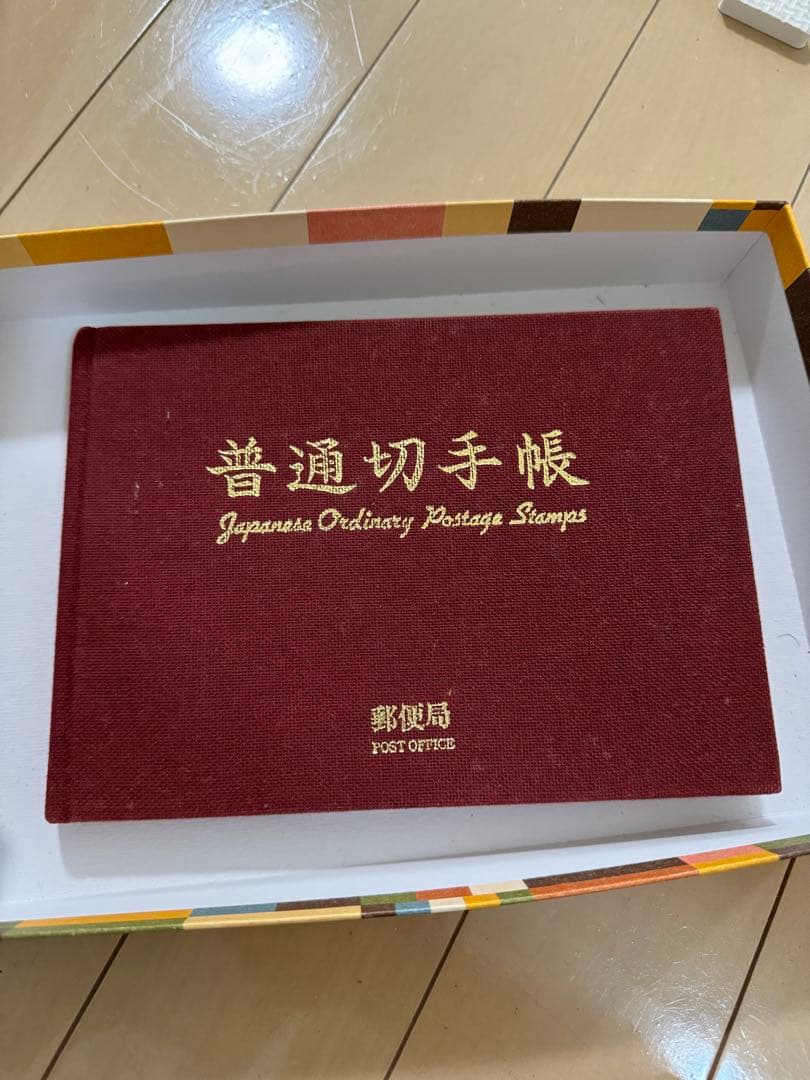 普通切手帳
Japanese Ordinary Postage Stamps
郵便局
POST OFFICE